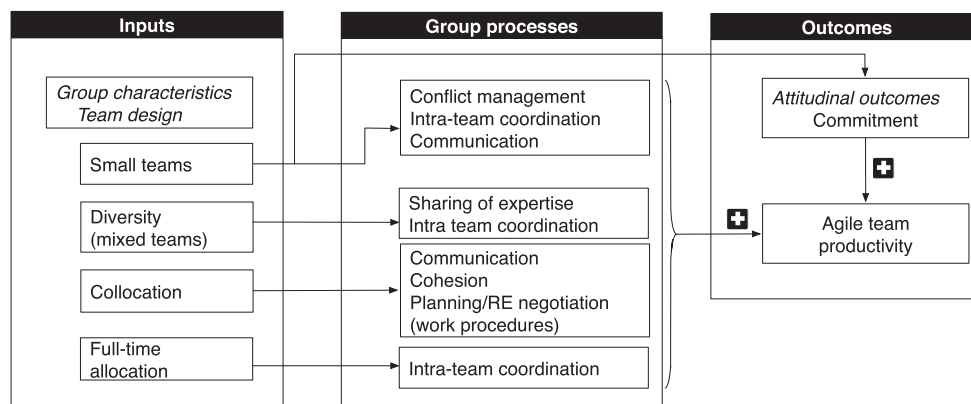 Inputs
Group characteristics
Team design
Small teams
Diversity
(mixed teams)
Collocation
Full-time
allocation
Group processes
Conflict management
Intra-team coordination
Communication
Sharing of expertise
Intra team coordination
Communication
Cohesion
Planning/RE negotiation
(work procedures)
Intra-team coordination
Outcomes
Attitudinal outcomes
Commitment
Agile team
productivity